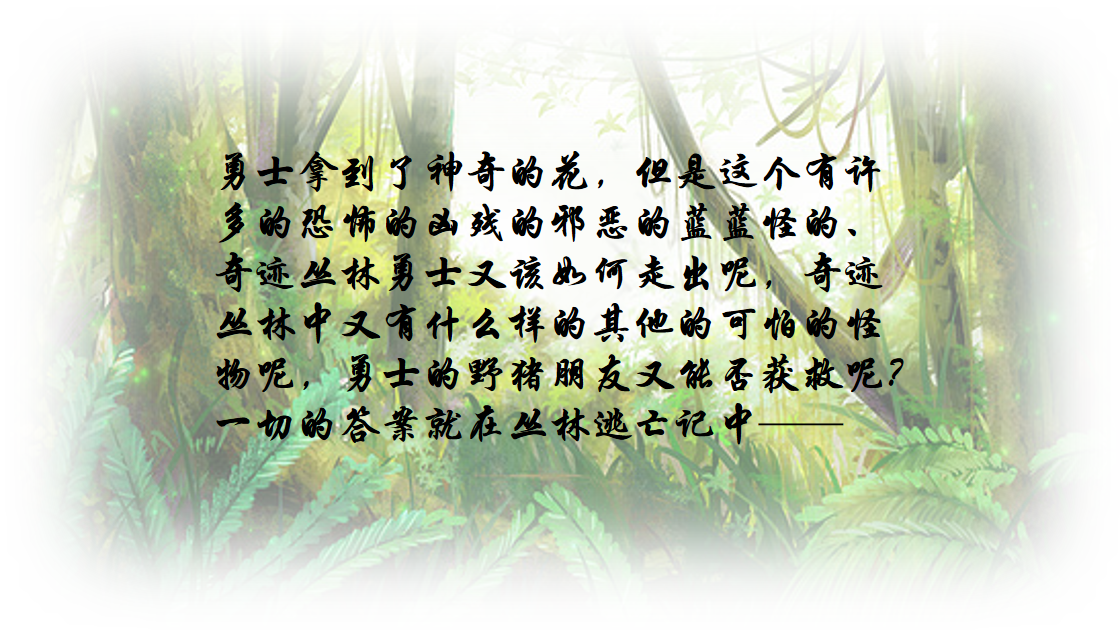 勇士拿到了神奇的花，但是这个有许
多的恐怖的凶残的邪恶的蓝蓝怪的、
奇迹丛林勇士又该如何走出呢，奇迹
丛林中又有什么样的其他的可怕的怪
物呢，勇士的野猪朋友又能否获救呢？
一切的答案就在丛林逃亡记中——